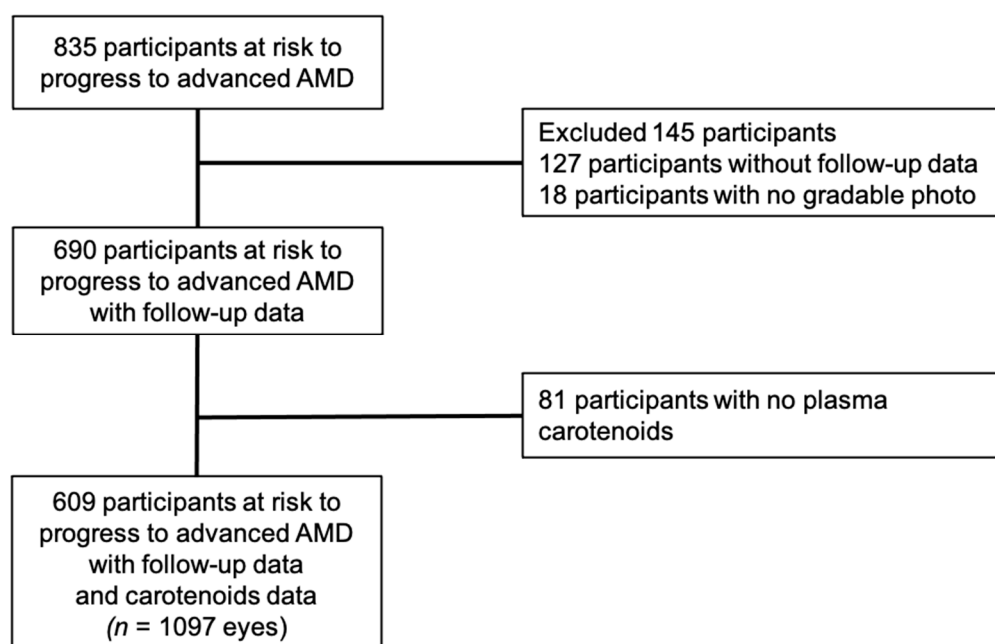 835 participants at risk to
progress to advanced AMD
Excluded 145 participants
127 participants without follow-up data
18 participants with no gradable photo
690 participants at risk to
progress to advanced AMD
with follow-up data
81 participants with no plasma
carotenoids
609 participants at risk to
progress to advanced AMD
with follow-up data
and carotenoids data
(n = 1097 eyes)